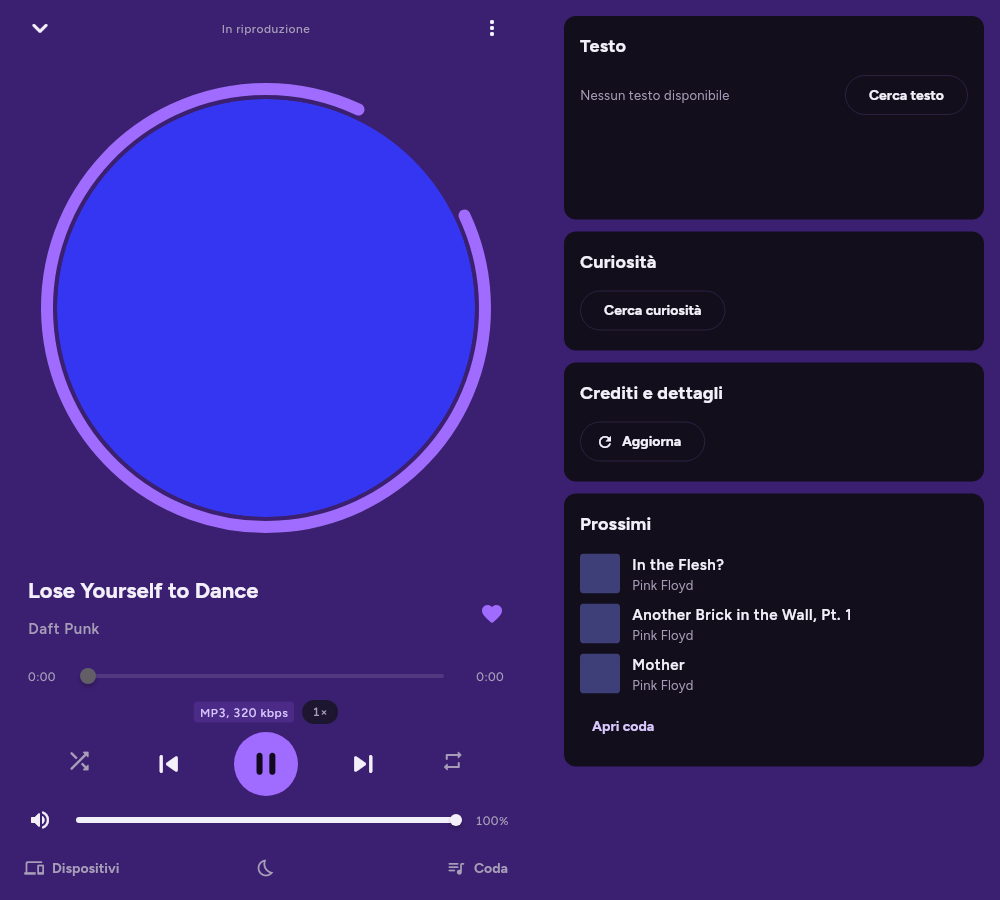 In riproduzione
Lose Yourself to Dance
Daft Punk
0:00
0:00
MP3, 320 kbps
1×
100%
Dispositivi
Coda
Testo
Nessun testo disponibile
Cerca testo
Curiosità
Cerca curiosità
Crediti e dettagli
Aggiorna
Prossimi
In the Flesh?
Pink Floyd
Another Brick in the Wall, Pt. 1
Pink Floyd
Mother
Pink Floyd
Apri coda